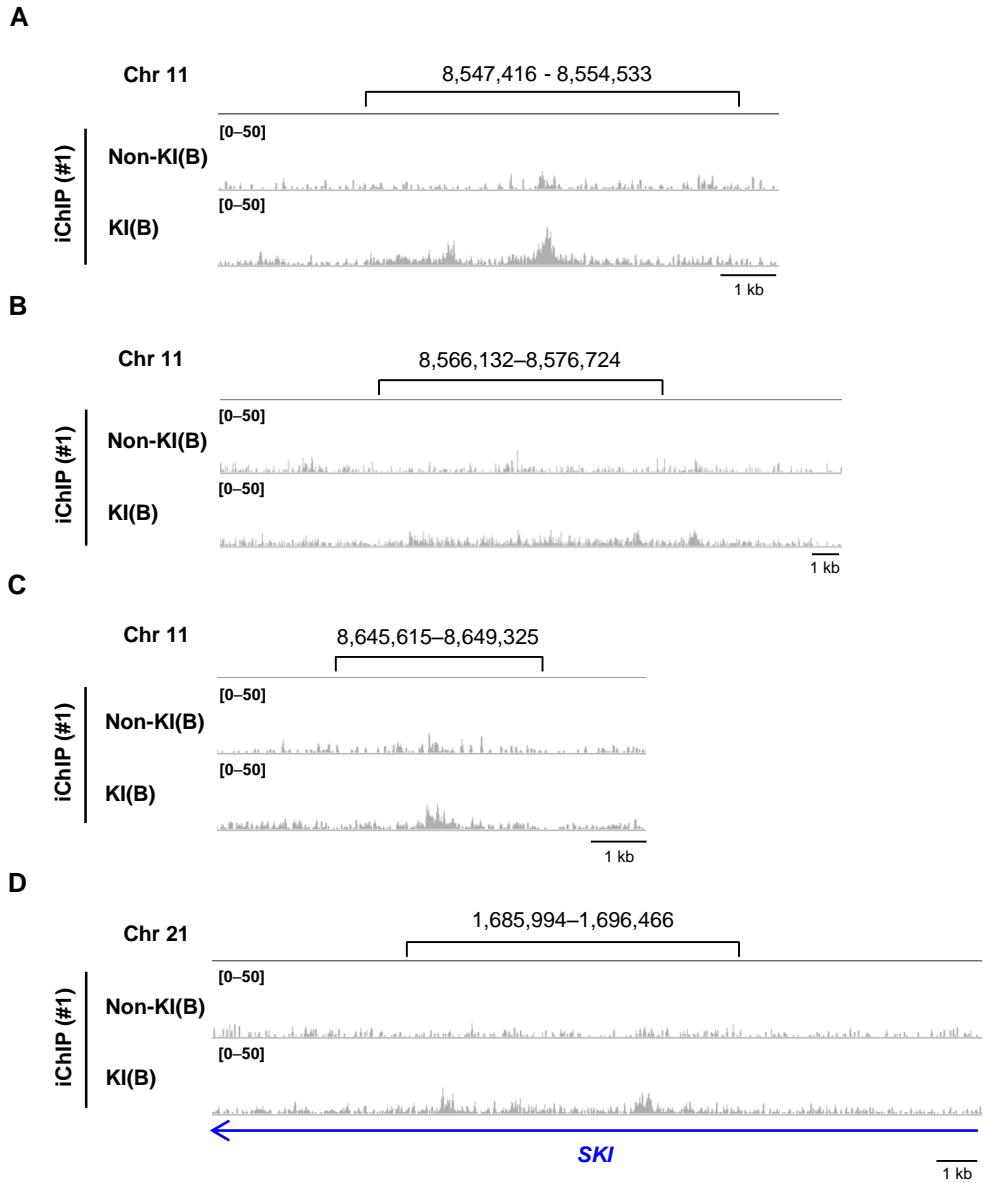 A
Chr 11
8,547,416 - 8,554,533
iChIP (#1)
[0–50]
Non-KI(B)
[0–50]
KI(B)
1 kb
B
Chr 11
8,566,132–8,576,724
iChIP (#1)
[0–50]
Non-KI(B)
[0–50]
KI(B)
1 kb
C
Chr 11
8,645,615–8,649,325
iChIP (#1)
[0–50]
Non-KI(B)
[0–50]
KI(B)
1 kb
D
Chr 21
1,685,994–1,696,466
iChIP (#1)
[0–50]
Non-KI(B)
[0–50]
KI(B)
SKI
1 kb